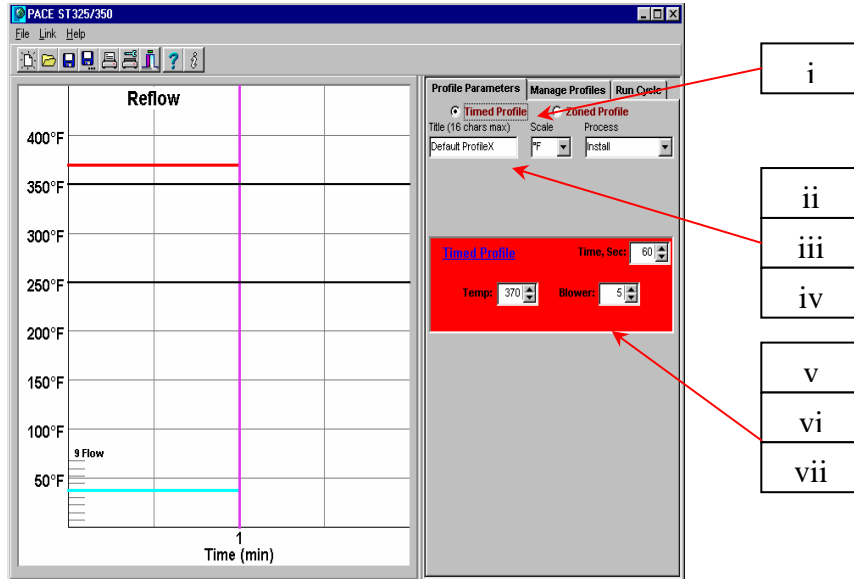 PACE ST325/350
File Link Help
Reflow
400°F
350°F
300°F
250°F
200°F
150°F
100°F
9 Flow
50°F
1
Time (min)
Profile Parameters Manage Profiles Run Cycle
Timed Profile Zoned Profile
Title (16 chars max) Scale Process
Default ProfileX °F Install
Timed Profile Time, Sec: 60
Temp: 370 Blower: 5
i
ii
iii
iv
v
vi
vii